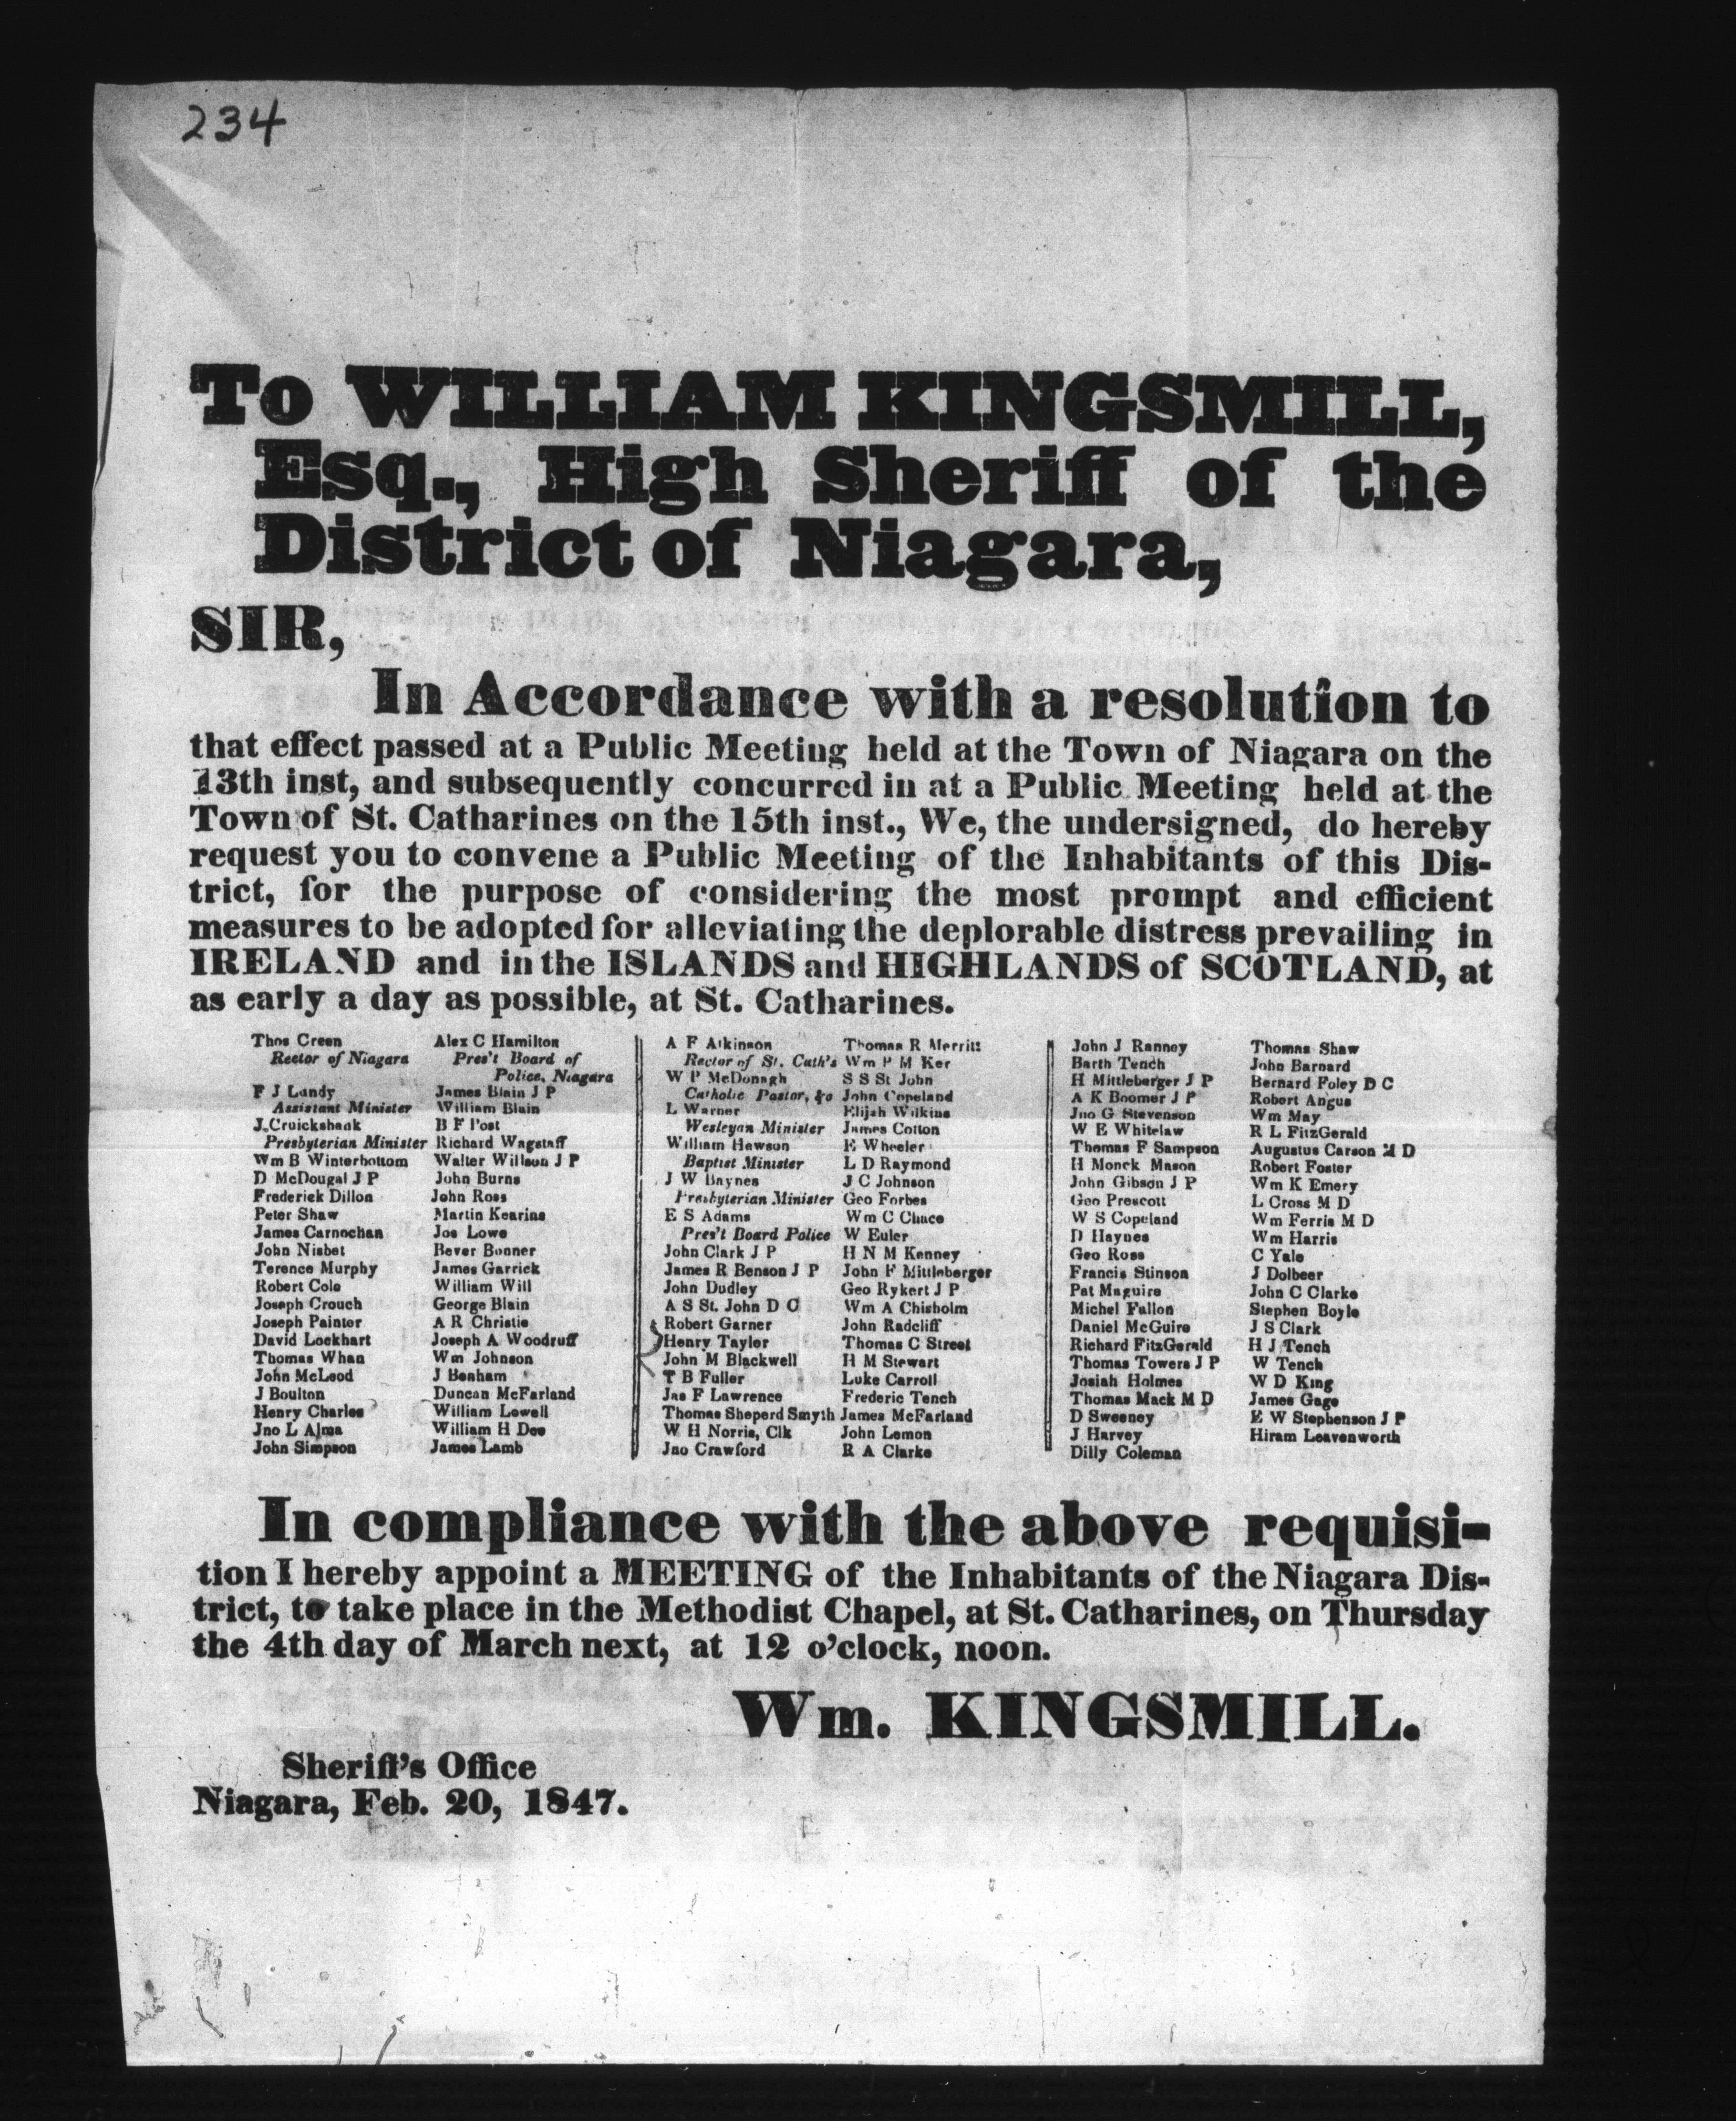 234
To WILLIAM KINGSMILL,
Esq., High Sheriff of the
District of Niagara,
SIR,
In Accordance with a resolution to
that effect passed at a Public Meeting held at the Town of Niagara on the
13th inst, and subsequently concurred in at a Public Meeting held at the
Town of St. Catharines on the 15th inst., We, the undersigned, do hereby
request you to convene a Public Meeting of the Inhabitants of this Dis-
trict, for the purpose of considering the most prompt and efficient
measures to be adopted for alleviating the deplorable distress prevailing in
IRELAND and in the ISLANDS and HIGHLANDS of SCOTLAND, at
as early a day as possible, at St. Catharines.
Thos Creen
Rector of Niagara
F J Lundy
Assistant Minister
J. Cruickshank
Presbyterian Minister
Wm B Winterbottom
D McDougal J P
Frederick Dillon
Peter Shaw
James Carnochan
John Nisbet
Terence Murphy
Robert Cole
Joseph Crouch
Joseph Painter
David Lockhart
Thomas Whan
John McLeod
J Boulton
Henry Charles
Jno L Alma
John Simpson
Alex C Hamilton
Pres't Board of
Police, Niagara
James Blain J P
William Blain
B F Post
Richard Wagstaff
Walter Willson J P
John Burns
John Ross
Martin Kearins
Jos Lowe
Bever Bonner
James Garrick
William Will
George Blain
A R Christie
Joseph A Woodruff
Wm Johnson
J Benham
Duncan McFarland
William Lowell
William H Dee
James Lamb
A F Atkinson
Rector of St. Cath's
W P McDonagh
Catholic Pastor, &c
L Warner
Wesleyan Minister
William Hewson
Baptist Minister
J W Baynes
Presbyterian Minister
E S Adams
Pres't Board Police
John Clark J P
James R Benson J P
John Dudley
A S St. John D C
Robert Garner
Henry Tayler
John M Blackwell
T B Fuller
Jas F Lawrence
Thomas Sheperd Smyth
W H Norris, Clk
Jno Crawford
Thomas R Merritt
Wm P M Ker
S S St John
John Copeland
Elijah Wilkins
James Cotton
E Wheeler
L D Raymond
J C Johnson
Geo Forbes
Wm C Chace
W Euler
H N M Kenney
John F Mittleberger
Geo Rykert J P
Wm A Chisholm
John Radcliff
Thomas C Street
H M Stewart
Luke Carroll
Frederic Tench
James McFarland
John Lemon
R A Clarke
John J Ranney
Barth Tench
H Mittleberger J P
A K Boomer J P
Jno G Stevenson
W E Whitelaw
Thomas F Sampson
H Monck Mason
John Gibson J P
Geo Prescott
W S Copeland
D Haynes
Geo Ross
Francis Stinson
Pat Maguire
Michel Fallon
Daniel McGuire
Richard FitzGerald
Thomas Towers J P
Josiah Holmes
Thomas Mack M D
D Sweeney
J Harvey
Dilly Coleman
Thomas Shaw
John Barnard
Bernard Foley D C
Robert Angus
Wm May
R L FitzGerald
Augustus Carson M D
Robert Foster
Wm K Emery
L Cross M D
Wm Ferris M D
Wm Harris
C Yale
J Dolbeer
John C Clarke
Stephen Boyle
J S Clark
H J Tench
W Tench
W D King
James Gage
E W Stephenson J P
Hiram Leavenworth
In compliance with the above requisi-
tion I hereby appoint a MEETING of the Inhabitants of the Niagara Dis-
trict, to take place in the Methodist Chapel, at St. Catharines, on Thursday
the 4th day of March next, at 12 o'clock, noon.
Wm. KINGSMILL.
Sheriff's Office
Niagara, Feb. 20, 1847.